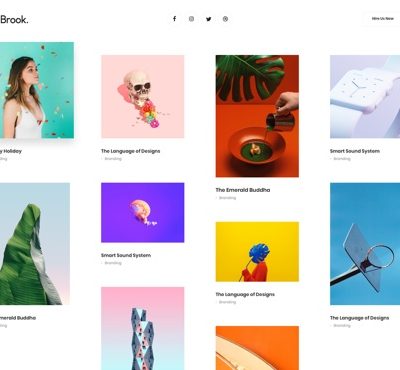 Brook.
Hire Us Now
y Holiday
The Language of Designs
Branding
The Emerald Buddha
Branding
Smart Sound System
Branding
Smart Sound System
Branding
The Language of Designs
Branding
merald Buddha
The Language of Designs
Branding